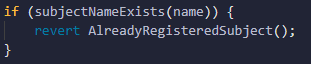 if (subjectNameExists(name)) {
    revert AlreadyRegisteredSubject();
}